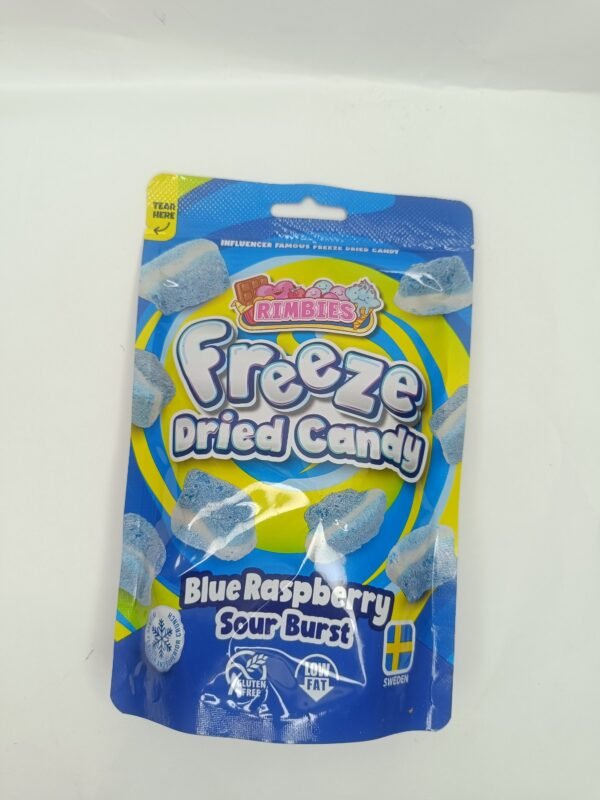 TEAR
HERE
INFLUENCER FAMOUS FREEZE DRIED CANDY
RIMBIES
Freeze
Dried Candy
Blue Raspberry
Sour Burst
GLUTEN
FREE
LOW
FAT
SWEDEN